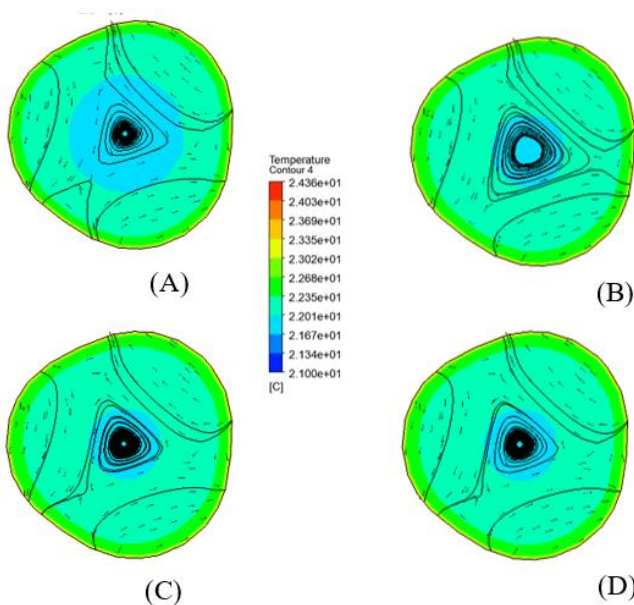 Temperature
Contour 4
2.436e+01
2.403e+01
2.369e+01
2.335e+01
2.302e+01
2.268e+01
2.235e+01
2.201e+01
2.167e+01
2.134e+01
2.100e+01
[C]
(A)
(B)
(C)
(D)